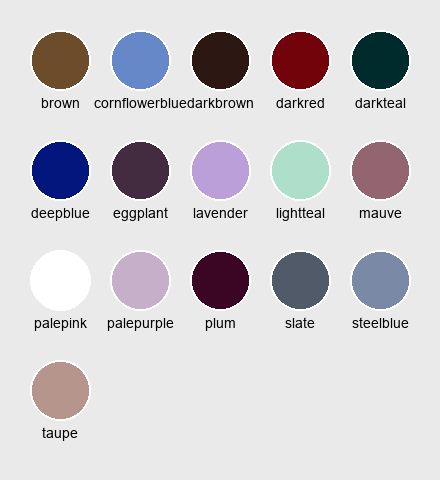 brown cornflowerblue darkbrown darkred darkteal
deepblue eggplant lavender lightteal mauve
palepink palepurple plum slate steelblue
taupe